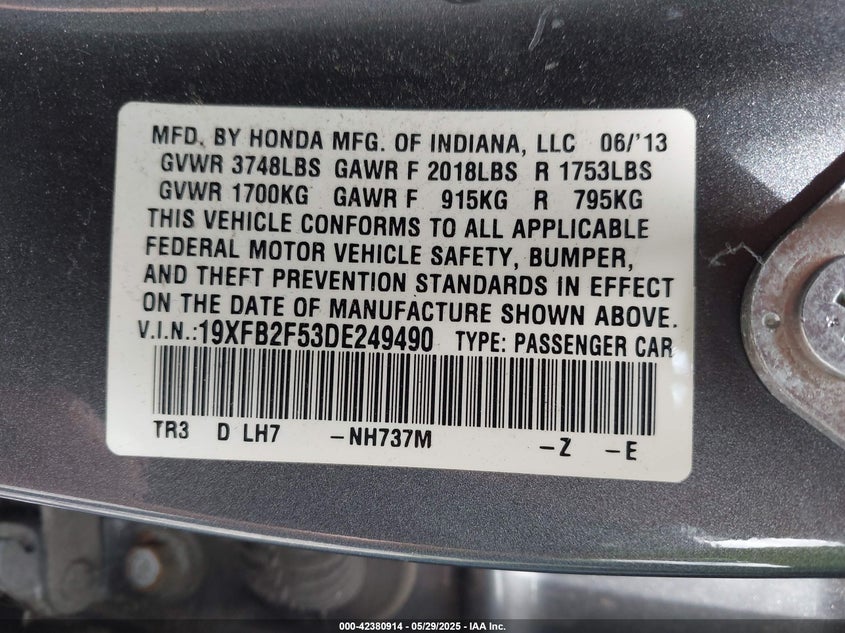 MFD. BY HONDA MFG. OF INDIANA, LLC 06/'13
GVWR 3748LBS GAWR F 2018LBS R 1753LBS
GVWR 1700KG GAWR F 915KG R 795KG
THIS VEHICLE CONFORMS TO ALL APPLICABLE
FEDERAL MOTOR VEHICLE SAFETY, BUMPER,
AND THEFT PREVENTION STANDARDS IN EFFECT
ON THE DATE OF MANUFACTURE SHOWN ABOVE.
V.I.N.:19XFB2F53DE249490 TYPE: PASSENGER CAR
TR3 D LH7 -NH737M -Z -E
000-42380914 - 05/29/2025 - IAA Inc.